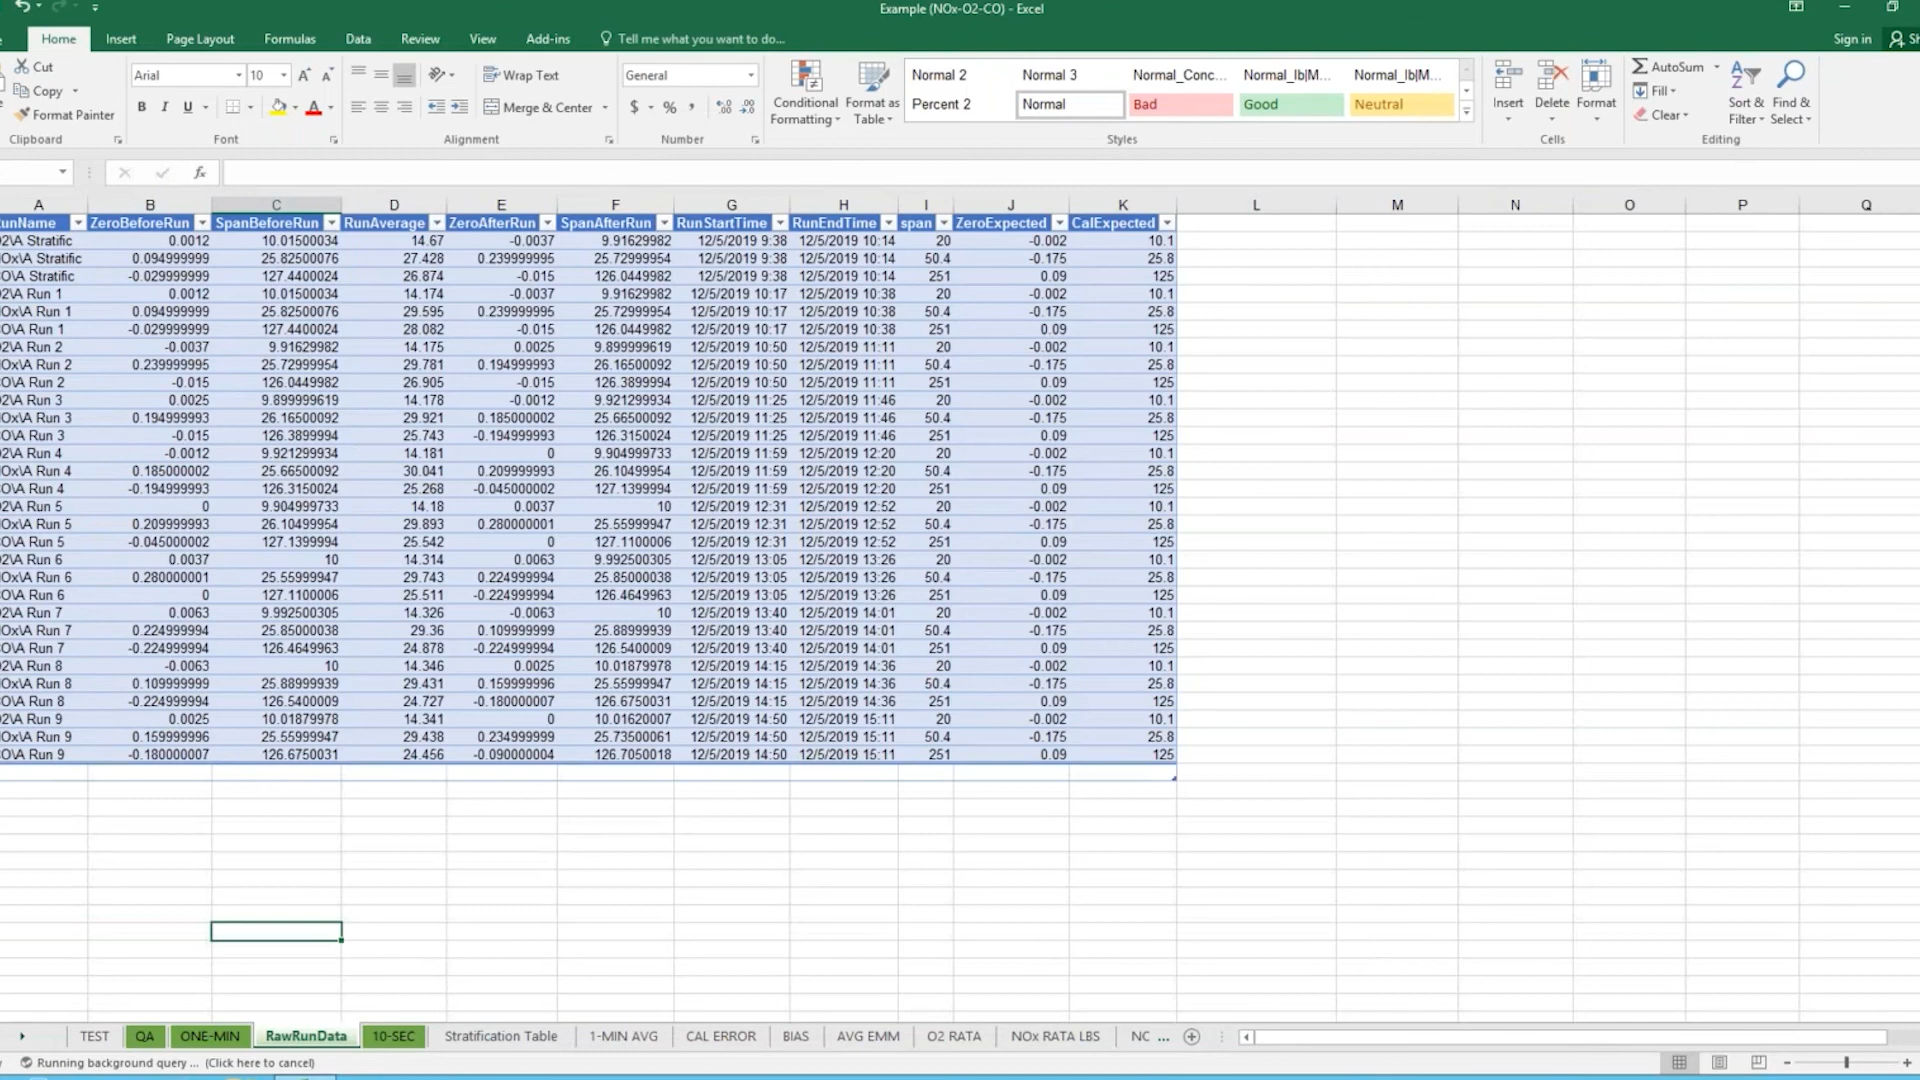 Example (NOx-O2-CO) - Excel
Home Insert Page Layout Formulas Data Review View Add-ins Tell me what you want to do... Sign in Sh
Cut Arial 10 Wrap Text General Normal 2 Normal 3 Normal_Conc... Normal_lb|M... Normal_lb|M... AutoSum
Copy Conditional Format as Insert Delete Format Fill Sort & Find &
Format Painter B I U A Merge & Center $ % , Formatting Table Percent 2 Normal Bad Good Neutral Clear Filter Select
Clipboard Font Alignment Number Styles Cells Editing
fx
A B C D E F G H I J K L M N O P Q
unName ZeroBeforeRun SpanBeforeRun RunAverage ZeroAfterRun SpanAfterRun RunStartTime RunEndTime span ZeroExpected CalExpected
2\A Stratific 0.0012 10.01500034 14.67 -0.0037 9.91629982 12/5/2019 9:38 12/5/2019 10:14 20 -0.002 10.1
Ox\A Stratific 0.094999999 25.82500076 27.428 0.239999995 25.72999954 12/5/2019 9:38 12/5/2019 10:14 50.4 -0.175 25.8
O\A Stratific -0.029999999 127.4400024 26.874 -0.015 126.0449982 12/5/2019 9:38 12/5/2019 10:14 251 0.09 125
2\A Run 1 0.0012 10.01500034 14.174 -0.0037 9.91629982 12/5/2019 10:17 12/5/2019 10:38 20 -0.002 10.1
Ox\A Run 1 0.094999999 25.82500076 29.595 0.239999995 25.72999954 12/5/2019 10:17 12/5/2019 10:38 50.4 -0.175 25.8
O\A Run 1 -0.029999999 127.4400024 28.082 -0.015 126.0449982 12/5/2019 10:17 12/5/2019 10:38 251 0.09 125
2\A Run 2 -0.0037 9.91629982 14.175 0.0025 9.899999619 12/5/2019 10:50 12/5/2019 11:11 20 -0.002 10.1
Ox\A Run 2 0.239999995 25.72999954 29.781 0.194999993 26.16500092 12/5/2019 10:50 12/5/2019 11:11 50.4 -0.175 25.8
O\A Run 2 -0.015 126.0449982 26.905 -0.015 126.3899994 12/5/2019 10:50 12/5/2019 11:11 251 0.09 125
2\A Run 3 0.0025 9.899999619 14.178 -0.0012 9.921299934 12/5/2019 11:25 12/5/2019 11:46 20 -0.002 10.1
Ox\A Run 3 0.194999993 26.16500092 29.921 0.185000002 25.66500092 12/5/2019 11:25 12/5/2019 11:46 50.4 -0.175 25.8
O\A Run 3 -0.015 126.3899994 25.743 -0.194999993 126.3150024 12/5/2019 11:25 12/5/2019 11:46 251 0.09 125
2\A Run 4 -0.0012 9.921299934 14.181 0 9.904999733 12/5/2019 11:59 12/5/2019 12:20 20 -0.002 10.1
Ox\A Run 4 0.185000002 25.66500092 30.041 0.209999993 26.10499954 12/5/2019 11:59 12/5/2019 12:20 50.4 -0.175 25.8
O\A Run 4 -0.194999993 126.3150024 25.268 -0.045000002 127.1399994 12/5/2019 11:59 12/5/2019 12:20 251 0.09 125
2\A Run 5 0 9.904999733 14.18 0.0037 10 12/5/2019 12:31 12/5/2019 12:52 20 -0.002 10.1
Ox\A Run 5 0.209999993 26.10499954 29.893 0.280000001 25.55999947 12/5/2019 12:31 12/5/2019 12:52 50.4 -0.175 25.8
O\A Run 5 -0.045000002 127.1399994 25.542 0 127.1100006 12/5/2019 12:31 12/5/2019 12:52 251 0.09 125
2\A Run 6 0.0037 10 14.314 0.0063 9.992500305 12/5/2019 13:05 12/5/2019 13:26 20 -0.002 10.1
Ox\A Run 6 0.280000001 25.55999947 29.743 0.224999994 25.85000038 12/5/2019 13:05 12/5/2019 13:26 50.4 -0.175 25.8
O\A Run 6 0 127.1100006 25.511 -0.224999994 126.4649963 12/5/2019 13:05 12/5/2019 13:26 251 0.09 125
2\A Run 7 0.0063 9.992500305 14.326 -0.0063 10 12/5/2019 13:40 12/5/2019 14:01 20 -0.002 10.1
Ox\A Run 7 0.224999994 25.85000038 29.36 0.109999999 25.88999939 12/5/2019 13:40 12/5/2019 14:01 50.4 -0.175 25.8
O\A Run 7 -0.224999994 126.4649963 24.878 -0.224999994 126.5400009 12/5/2019 13:40 12/5/2019 14:01 251 0.09 125
2\A Run 8 -0.0063 10 14.346 0.0025 10.01879978 12/5/2019 14:15 12/5/2019 14:36 20 -0.002 10.1
Ox\A Run 8 0.109999999 25.88999939 29.431 0.159999996 25.55999947 12/5/2019 14:15 12/5/2019 14:36 50.4 -0.175 25.8
O\A Run 8 -0.224999994 126.5400009 24.727 -0.180000007 126.6750031 12/5/2019 14:15 12/5/2019 14:36 251 0.09 125
2\A Run 9 0.0025 10.01879978 14.341 0 10.01620007 12/5/2019 14:50 12/5/2019 15:11 20 -0.002 10.1
Ox\A Run 9 0.159999996 25.55999947 29.438 0.234999999 25.73500061 12/5/2019 14:50 12/5/2019 15:11 50.4 -0.175 25.8
O\A Run 9 -0.180000007 126.6750031 24.456 -0.090000004 126.7050018 12/5/2019 14:50 12/5/2019 15:11 251 0.09 125
TEST QA ONE-MIN RawRunData 10-SEC Stratification Table 1-MIN AVG CAL ERROR BIAS AVG EMM O2 RATA NOx RATA LBS NC ...
Running background query ... (Click here to cancel)